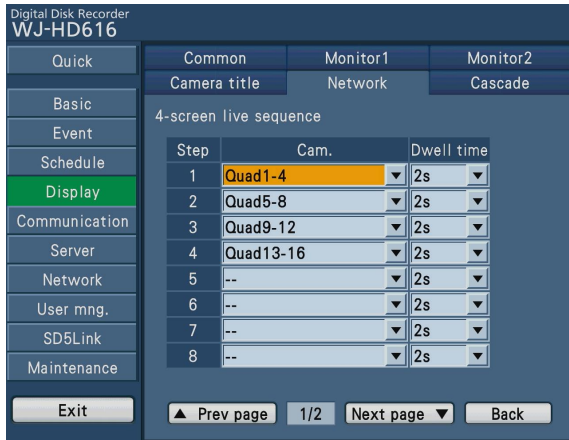 Digital Disk Recorder
WJ-HD616
Quick
Basic
Event
Schedule
Display
Communication
Server
Network
User mng.
SD5Link
Maintenance
Exit
Common Monitor1 Monitor2
Camera title Network Cascade
4-screen live sequence
Step Cam. Dwell time
1 Quad1-4 2s
2 Quad5-8 2s
3 Quad9-12 2s
4 Quad13-16 2s
5 -- 2s
6 -- 2s
7 -- 2s
8 -- 2s
▲ Prev page 1/2 Next page ▼ Back